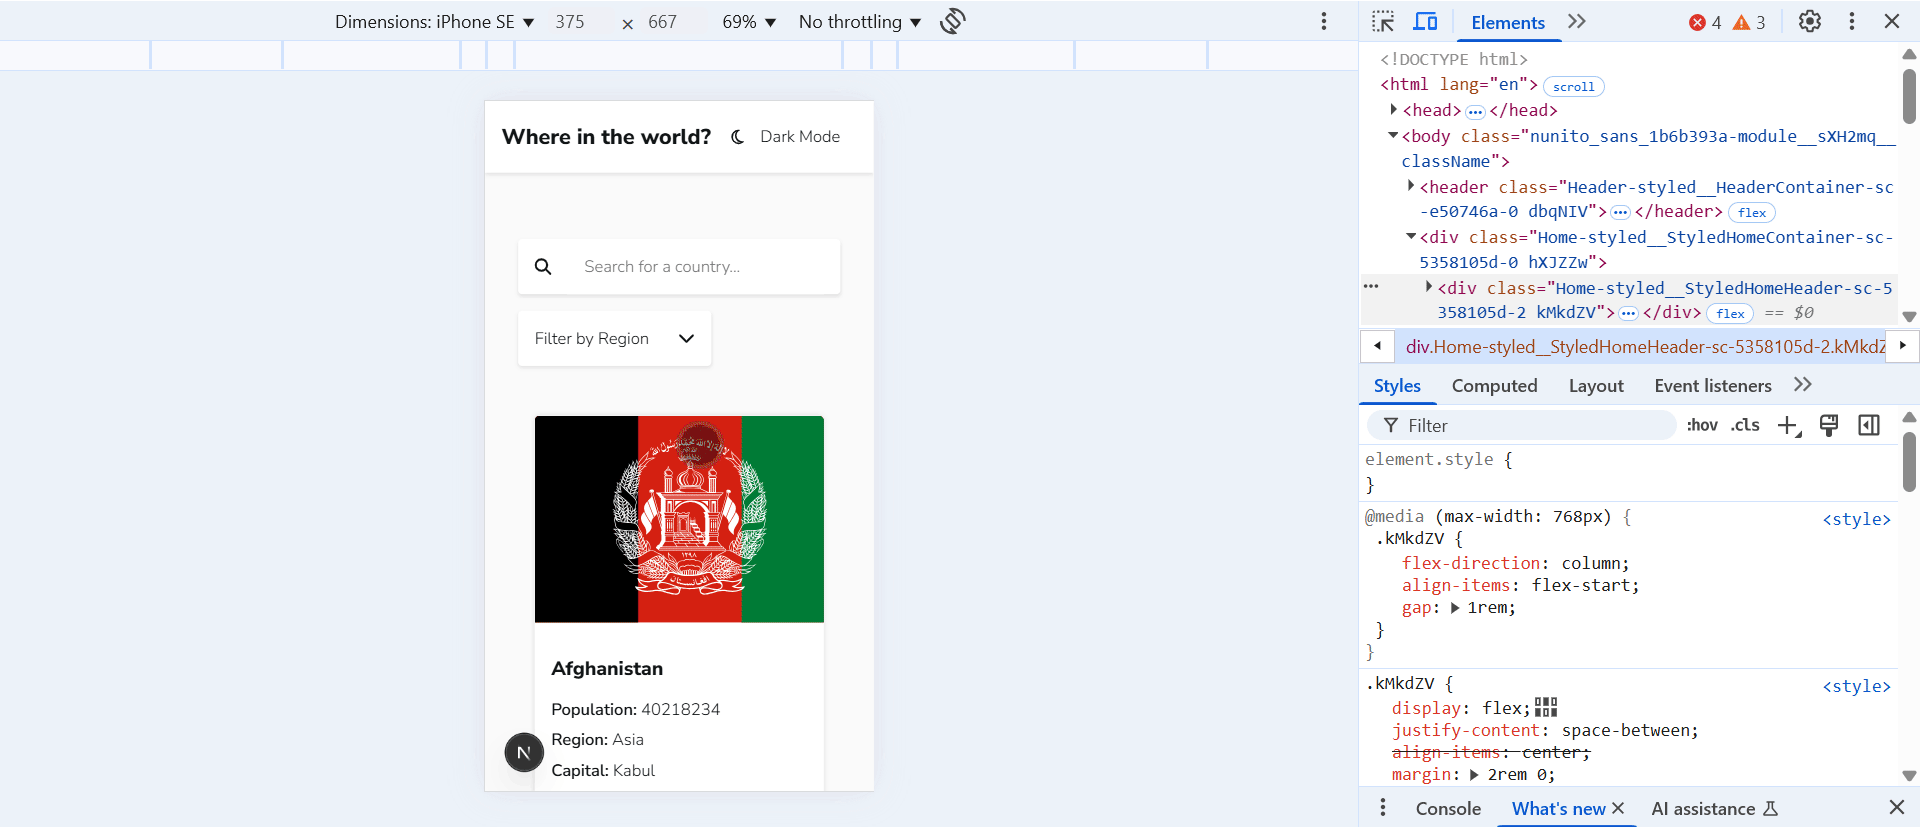 Dimensions: iPhone SE ▼ 375 × 667 69% ▼ No throttling ▼
Where in the world? Dark Mode
Search for a country...
Filter by Region
افغانستان
Afghanistan
Population: 40218234
Region: Asia
Capital: Kabul
N
Elements 4 3
<!DOCTYPE html>
<html lang="en"> scroll
<head> ••• </head>
<body class="nunito_sans_1b6b393a-module__sXH2mq__
className">
<header class="Header-styled__HeaderContainer-sc
-e50746a-0 dbqNIV"> ••• </header> flex
<div class="Home-styled__StyledHomeContainer-sc-
5358105d-0 hXJZZw">
<div class="Home-styled__StyledHomeHeader-sc-5
358105d-2 kMkdZV"> ••• </div> flex == $0
div.Home-styled__StyledHomeHeader-sc-5358105d-2.kMkdZ
Styles Computed Layout Event listeners
Filter :hov .cls
element.style {
}
@media (max-width: 768px) { <style>
.kMkdZV {
flex-direction: column;
align-items: flex-start;
gap: 1rem;
}
}
.kMkdZV { <style>
display: flex;
justify-content: space-between;
align-items: center;
margin: 2rem 0;
Console What's new AI assistance